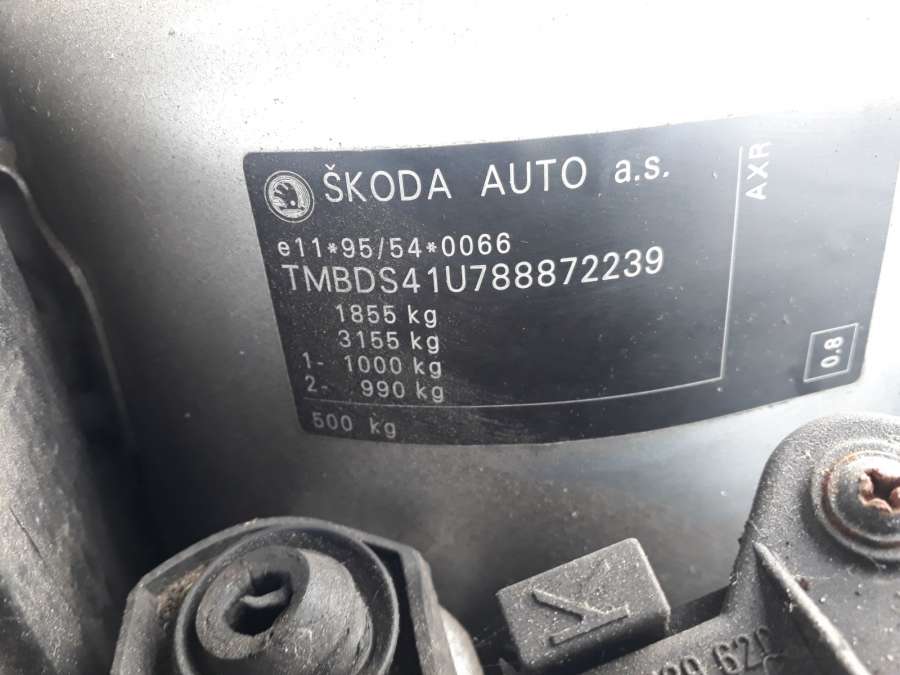 ŠKODA AUTO a.s.
AXR
e11*95/54*0066
TMBDS41U788872239
1855 kg
3155 kg
1- 1000 kg
2- 990 kg
0.8
500 kg
K